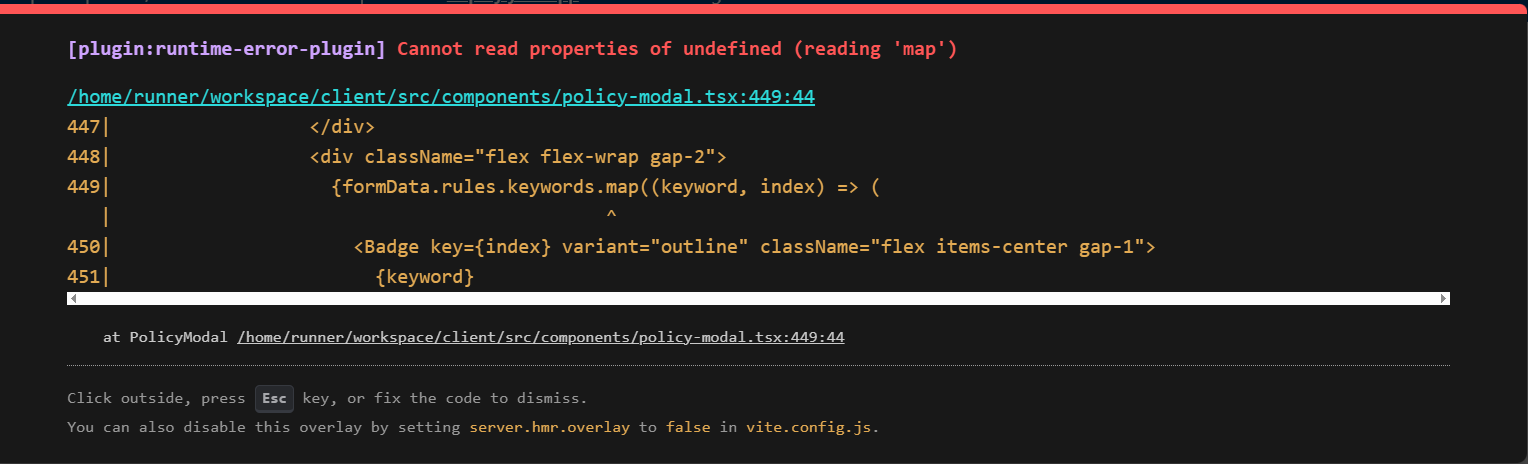 [plugin:runtime-error-plugin] Cannot read properties of undefined (reading 'map')
/home/runner/workspace/client/src/components/policy-modal.tsx:449:44
447|                  </div>
448|                  <div className="flex flex-wrap gap-2">
449|                    {formData.rules.keywords.map((keyword, index) => (
   |                                             ^
450|                      <Badge key={index} variant="outline" className="flex items-center gap-1">
451|                        {keyword}
at PolicyModal /home/runner/workspace/client/src/components/policy-modal.tsx:449:44
Click outside, press Esc key, or fix the code to dismiss.
You can also disable this overlay by setting server.hmr.overlay to false in vite.config.js.